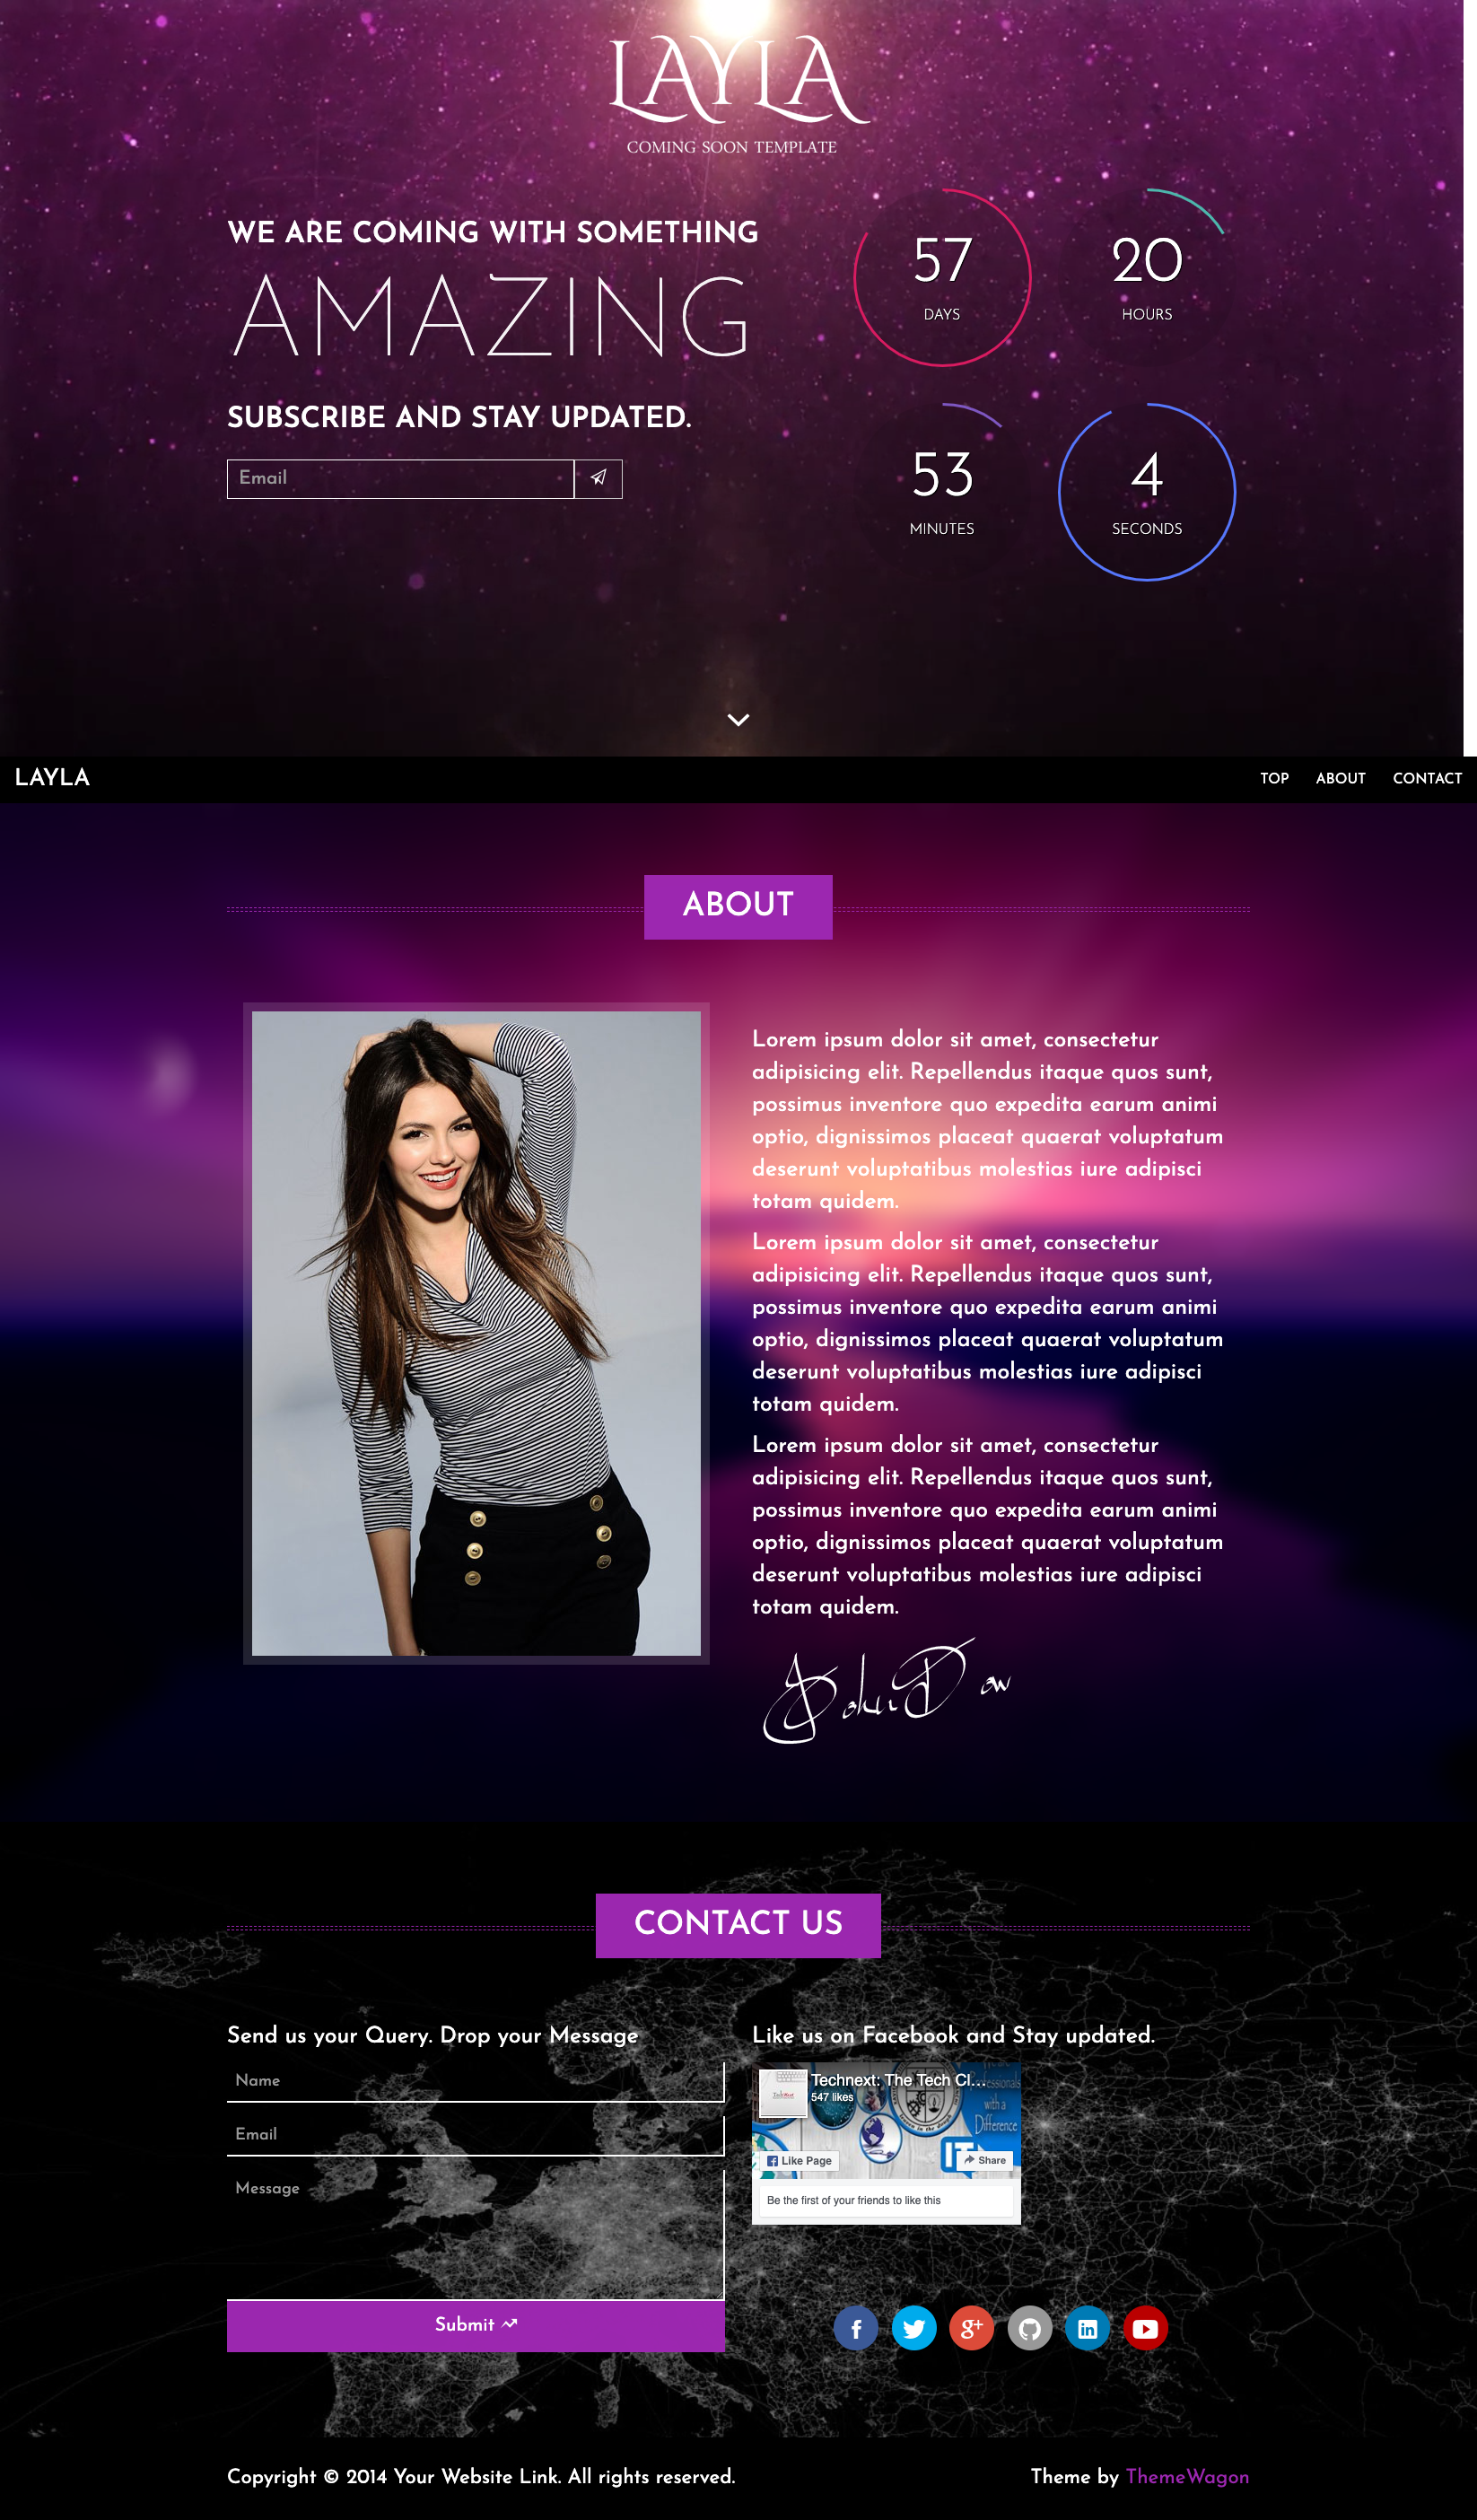 LAYLA
COMING SOON TEMPLATE
WE ARE COMING WITH SOMETHING
AMAZING
SUBSCRIBE AND STAY UPDATED.
Email
57
DAYS
20
HOURS
53
MINUTES
4
SECONDS
LAYLA
TOP ABOUT CONTACT
ABOUT
Lorem ipsum dolor sit amet, consectetur
adipisicing elit. Repellendus itaque quos sunt,
possimus inventore quo expedita earum animi
optio, dignissimos placeat quaerat voluptatum
deserunt voluptatibus molestias iure adipisci
totam quidem.
Lorem ipsum dolor sit amet, consectetur
adipisicing elit. Repellendus itaque quos sunt,
possimus inventore quo expedita earum animi
optio, dignissimos placeat quaerat voluptatum
deserunt voluptatibus molestias iure adipisci
totam quidem.
Lorem ipsum dolor sit amet, consectetur
adipisicing elit. Repellendus itaque quos sunt,
possimus inventore quo expedita earum animi
optio, dignissimos placeat quaerat voluptatum
deserunt voluptatibus molestias iure adipisci
totam quidem.
CONTACT US
Send us your Query. Drop your Message
Name
Email
Message
Submit
Like us on Facebook and Stay updated.
Technext: The Tech Cl...
547 likes
with a
Difference
IT
Like Page
Share
Be the first of your friends to like this
Copyright © 2014 Your Website Link. All rights reserved.
Theme by ThemeWagon